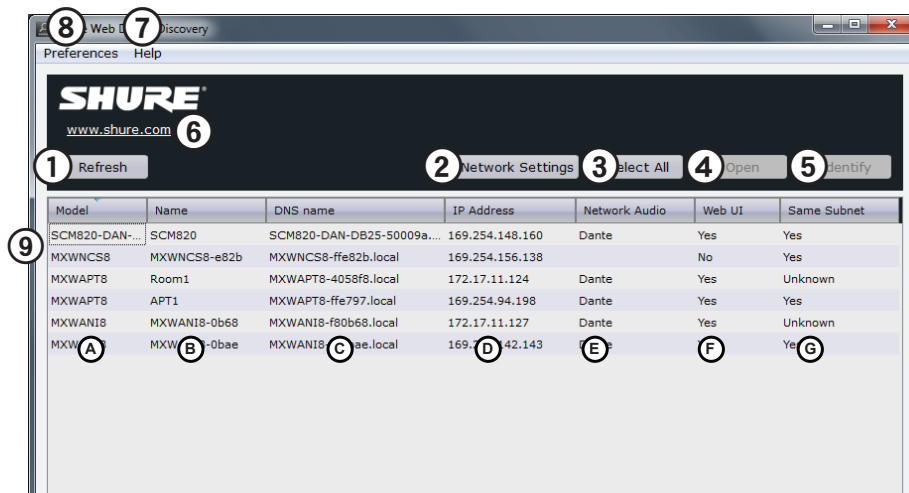 8 Web D 7 Discovery
Preferences Help
SHURE
www.shure.com 6
1 Refresh 2 Network Settings 3 elect All 4 Open 5 dentify
Model Name DNS name IP Address Network Audio Web UI Same Subnet
9 SCM820-DAN-... SCM820 SCM820-DAN-DB25-50009a.... 169.254.148.160 Dante Yes Yes
MXWNCS8 MXWNCS8-e82b MXWNCS8-ffe82b.local 169.254.156.138 No Yes
MXWAPT8 Room1 MXWAPT8-4058f8.local 172.17.11.124 Dante Yes Unknown
MXWAPT8 APT1 MXWAPT8-ffe797.local 169.254.94.198 Dante Yes Yes
MXWANI8 MXWANI8-0b68 MXWANI8-f80b68.local 172.17.11.127 Dante Yes Unknown
MXW A 8 MXW B -0bae MXWANI8- C ae.local 169.2 D 142.143 D E e F Ye G